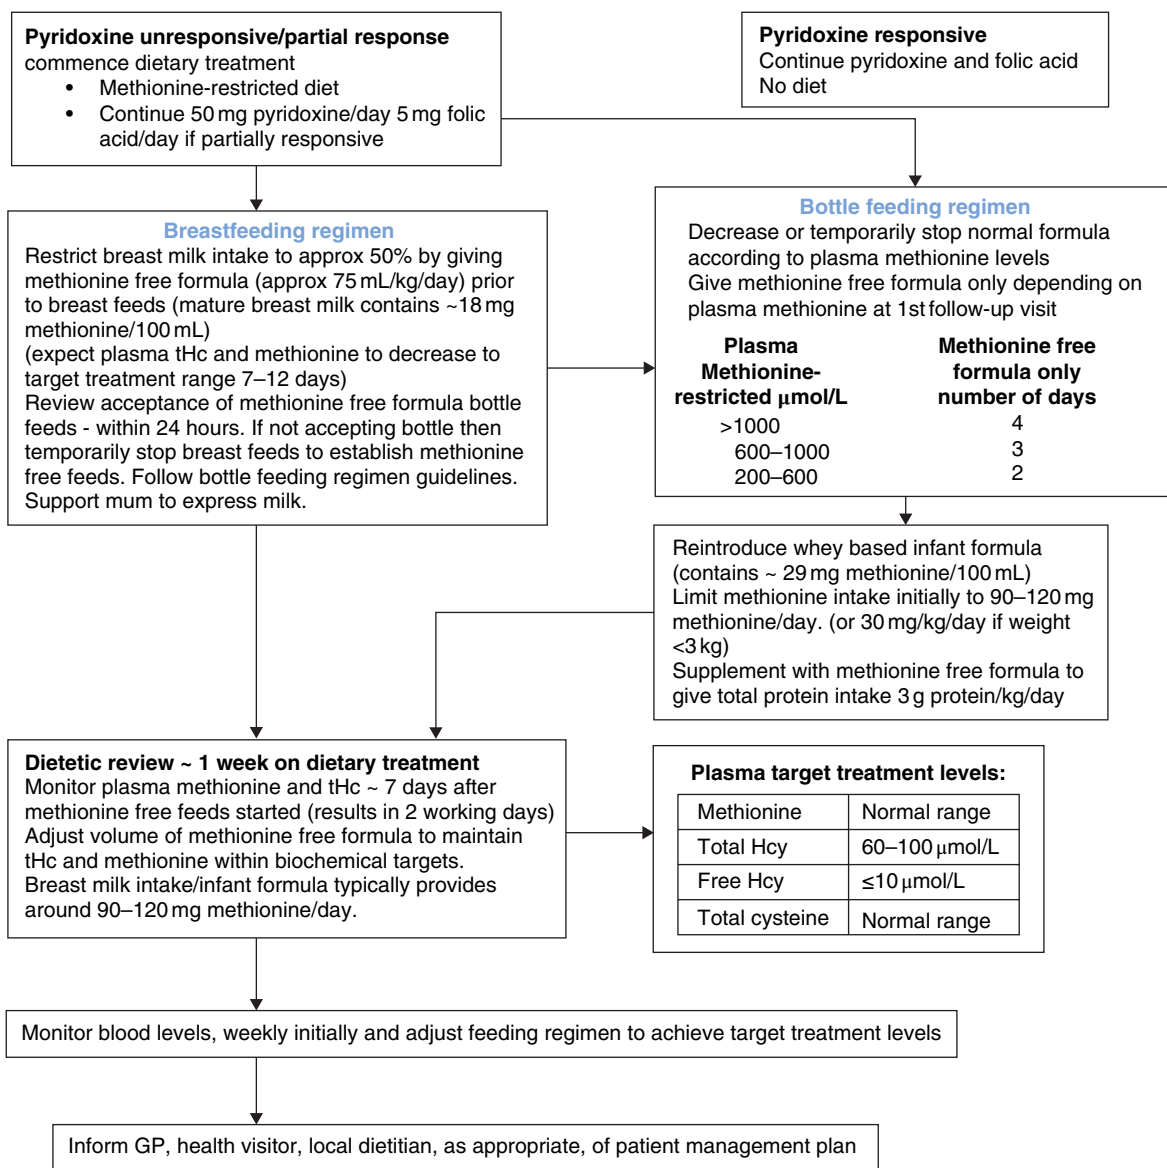 Pyridoxine unresponsive/partial response
commence dietary treatment
• Methionine-restricted diet
• Continue 50 mg pyridoxine/day 5 mg folic
acid/day if partially responsive
Pyridoxine responsive
Continue pyridoxine and folic acid
No diet
Breastfeeding regimen
Restrict breast milk intake to approx 50% by giving
methionine free formula (approx 75 mL/kg/day) prior
to breast feeds (mature breast milk contains ~18 mg
methionine/100 mL)
(expect plasma tHc and methionine to decrease to
target treatment range 7–12 days)
Review acceptance of methionine free formula bottle
feeds - within 24 hours. If not accepting bottle then
temporarily stop breast feeds to establish methionine
free feeds. Follow bottle feeding regimen guidelines.
Support mum to express milk.
Bottle feeding regimen
Decrease or temporarily stop normal formula
according to plasma methionine levels
Give methionine free formula only depending on
plasma methionine at 1st follow-up visit
Plasma Methionine free
Methionine- formula only
restricted μmol/L number of days
>1000 4
600–1000 3
200–600 2
Reintroduce whey based infant formula
(contains ~ 29 mg methionine/100 mL)
Limit methionine intake initially to 90–120 mg
methionine/day. (or 30 mg/kg/day if weight
<3 kg)
Supplement with methionine free formula to
give total protein intake 3 g protein/kg/day
Dietetic review ~ 1 week on dietary treatment
Monitor plasma methionine and tHc ~ 7 days after
methionine free feeds started (results in 2 working days)
Adjust volume of methionine free formula to maintain
tHc and methionine within biochemical targets.
Breast milk intake/infant formula typically provides
around 90–120 mg methionine/day.
Plasma target treatment levels:
Methionine Normal range
Total Hcy 60–100 μmol/L
Free Hcy ≤10 μmol/L
Total cysteine Normal range
Monitor blood levels, weekly initially and adjust feeding regimen to achieve target treatment levels
Inform GP, health visitor, local dietitian, as appropriate, of patient management plan